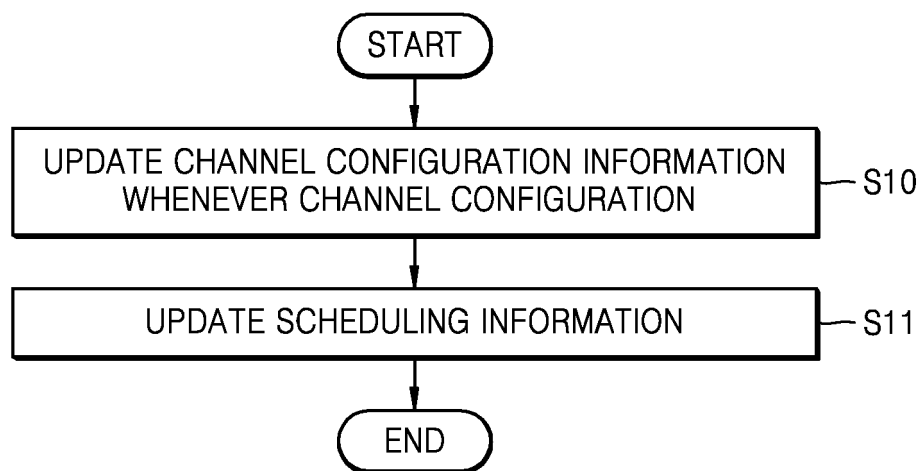 START
UPDATE CHANNEL CONFIGURATION INFORMATION
WHENEVER CHANNEL CONFIGURATION
S10
UPDATE SCHEDULING INFORMATION
S11
END